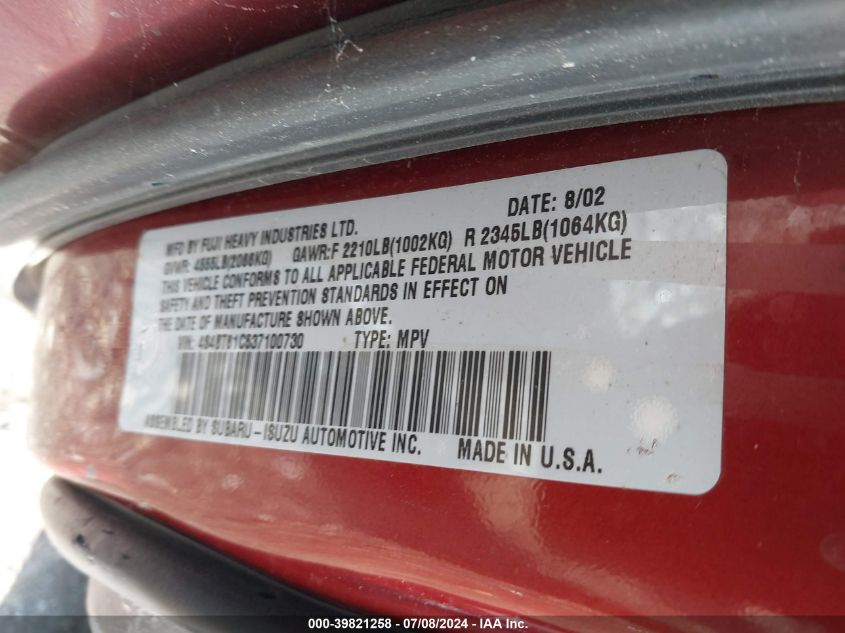 DATE: 8/02
MFD BY FUJI HEAVY INDUSTRIES LTD.
GVWR: (2066KG) GAWR:F 2210LB(1002KG) R 2345LB(1064KG)
THIS VEHICLE CONFORMS TO ALL APPLICABLE FEDERAL MOTOR VEHICLE
SAFETY AND THEFT PREVENTION STANDARDS IN EFFECT ON
THE DATE OF MANUFACTURE SHOWN ABOVE.
VIN: TYPE: MPV
ASSEMBLED BY SUBARU-ISUZU AUTOMOTIVE INC. MADE IN U.S.A.
000-39821258 - 07/08/2024 - IAA Inc.